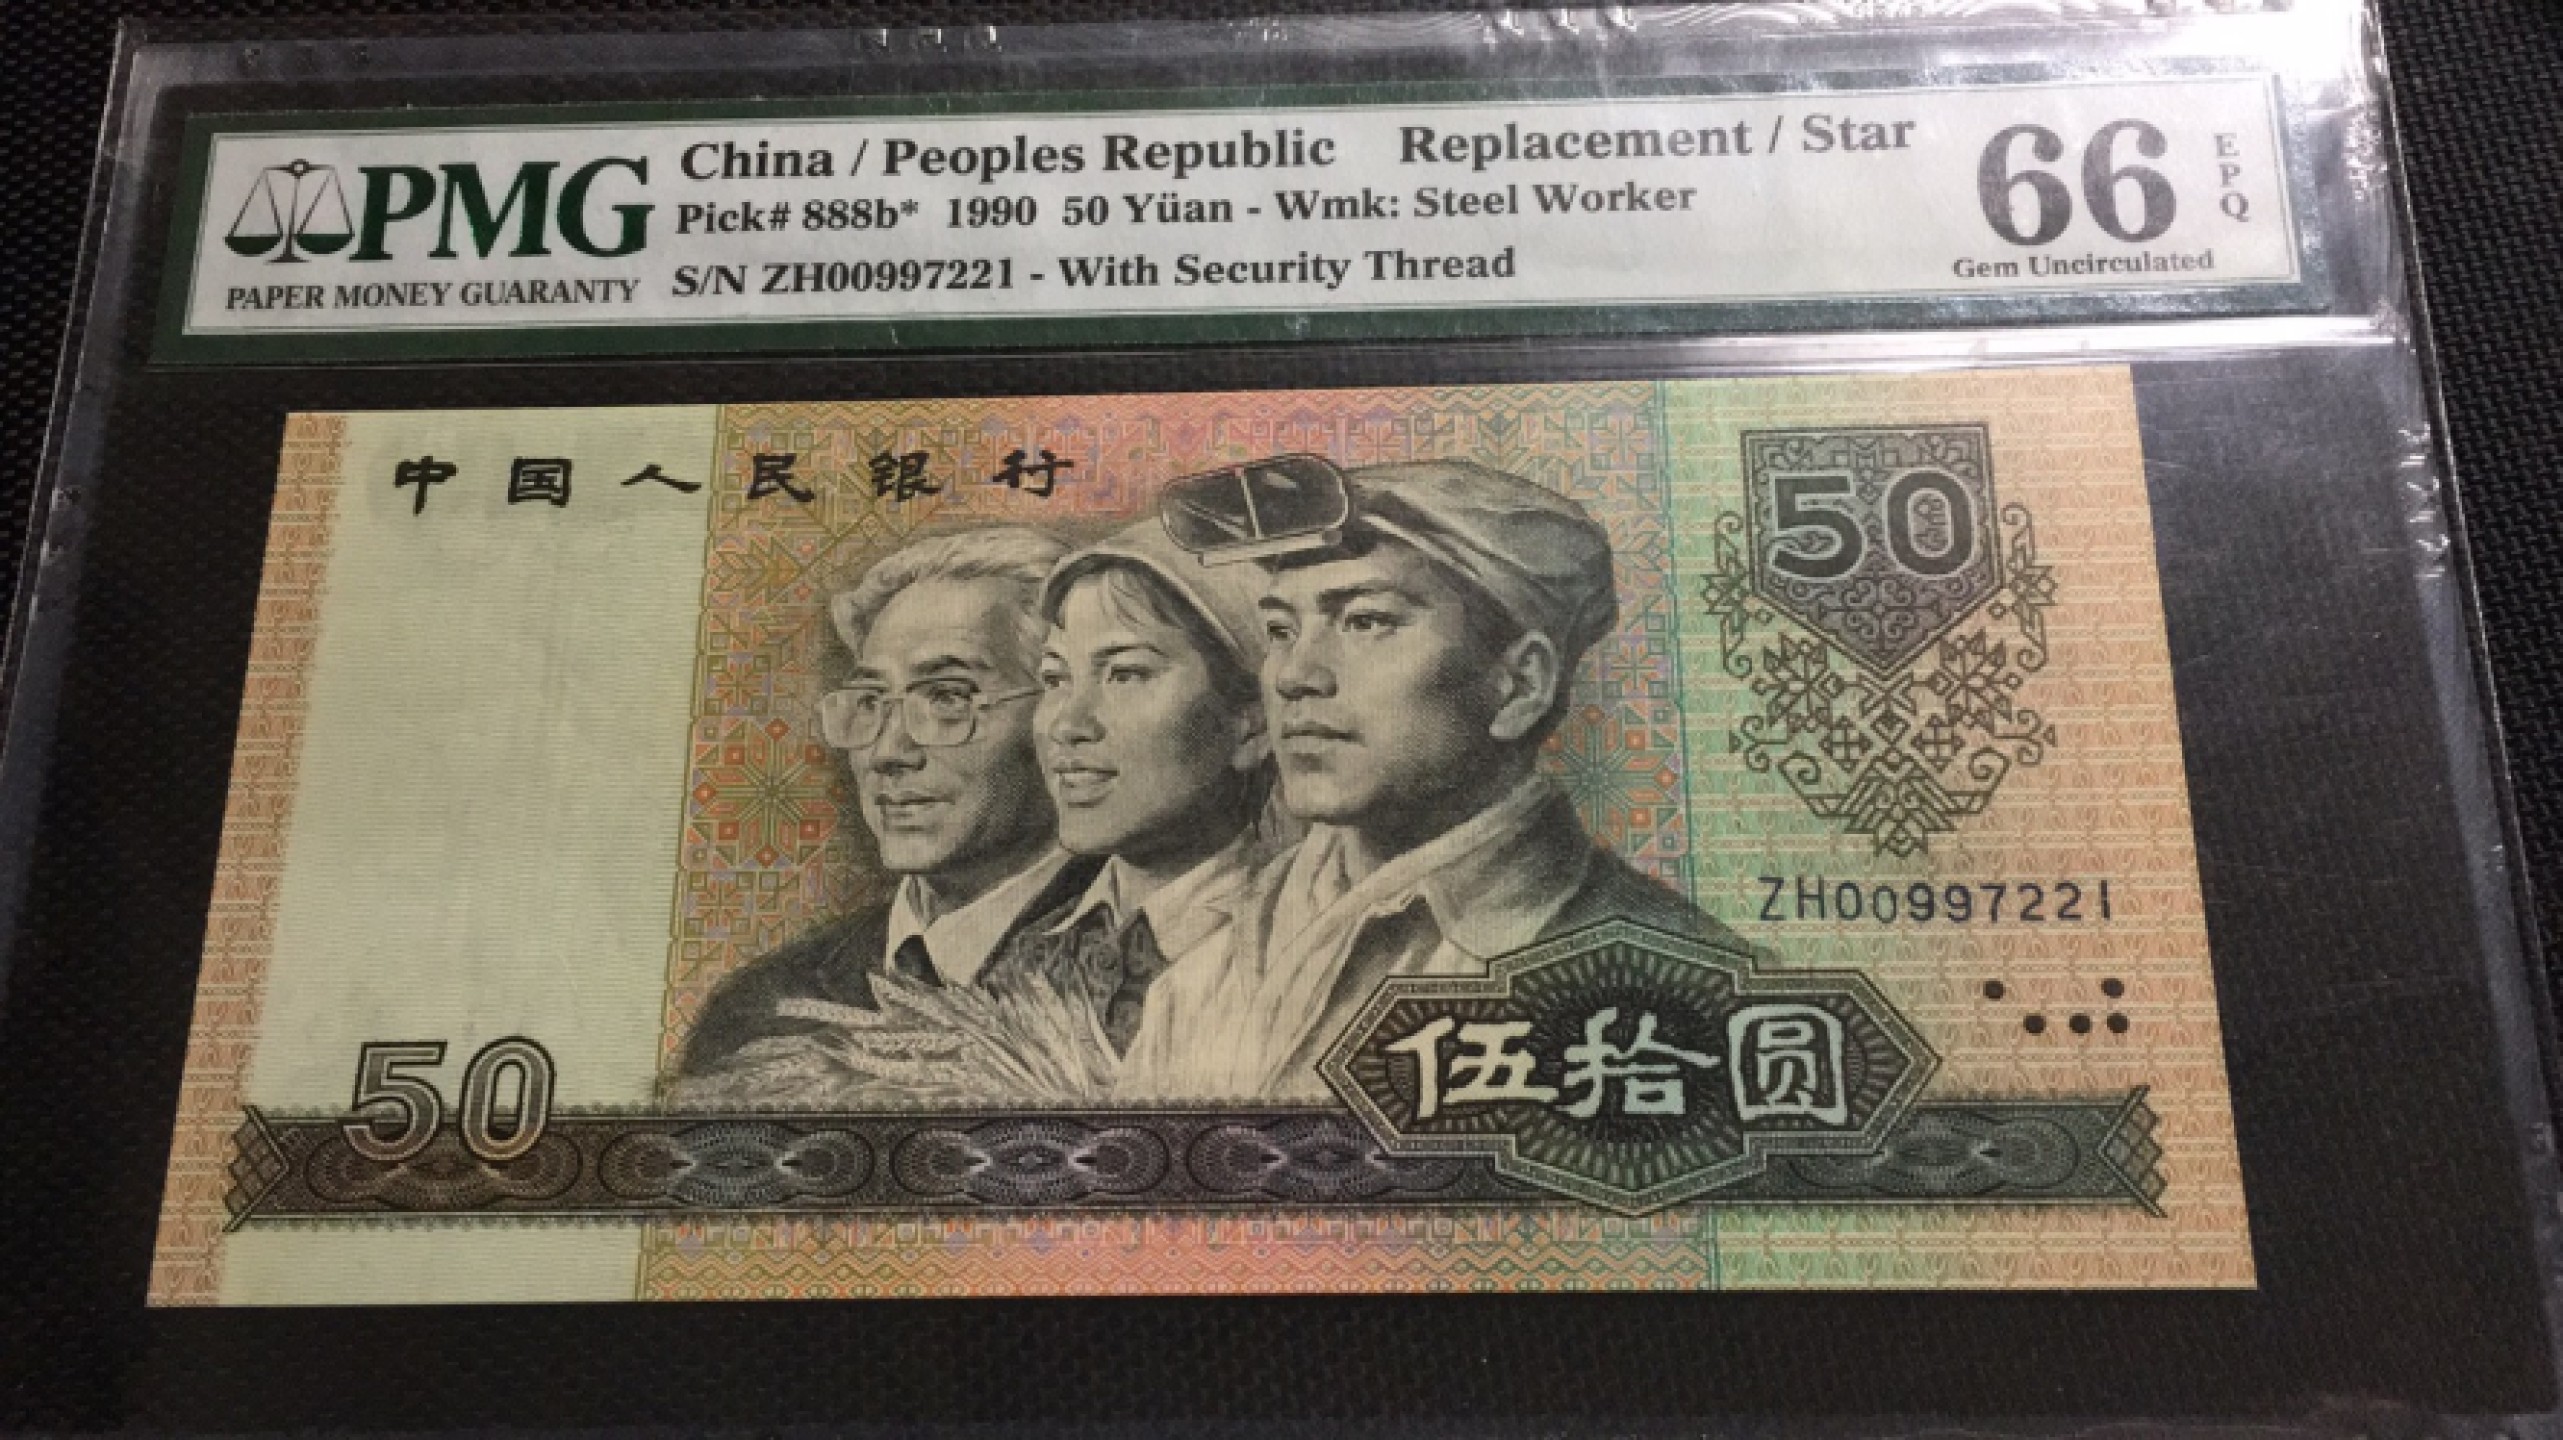 PMG
PAPER MONEY GUARANTY
China / Peoples Republic Replacement / Star
Pick# 888b* 1990 50 Yüan - Wmk: Steel Worker
S/N ZH00997221 - With Security Thread
66
EPQ
Gem Uncirculated
中国人民银行
50
ZH00997221
50
伍拾圆